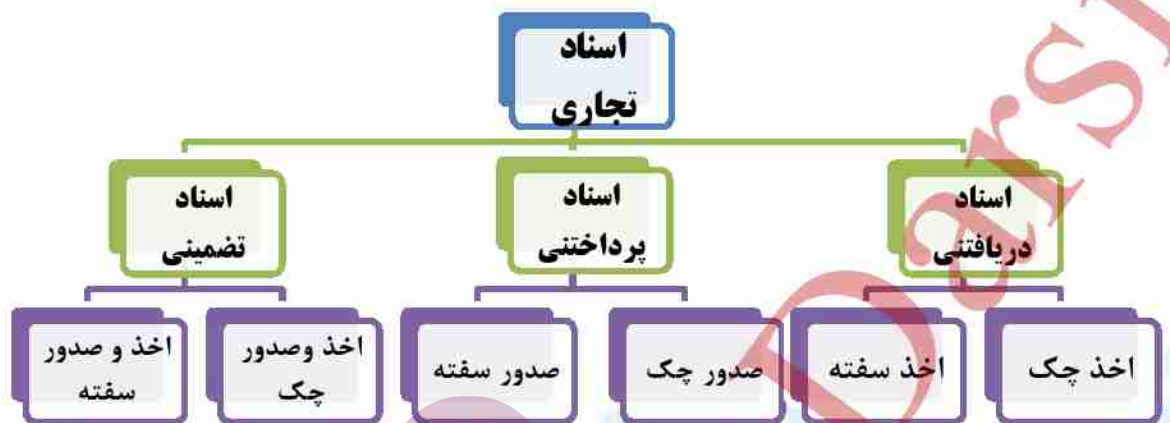 اسناد
تجاری
اسناد
دریافتنی
اسناد
پرداختنی
اسناد
تضمینی
اخذ چک
اخذ سفته
صدور چک
صدور سفته
اخذ وصدور
چک
اخذ و صدور
سفته
Darsi